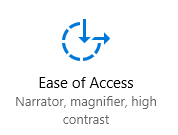 Ease of Access
Narrator, magnifier, high
contrast